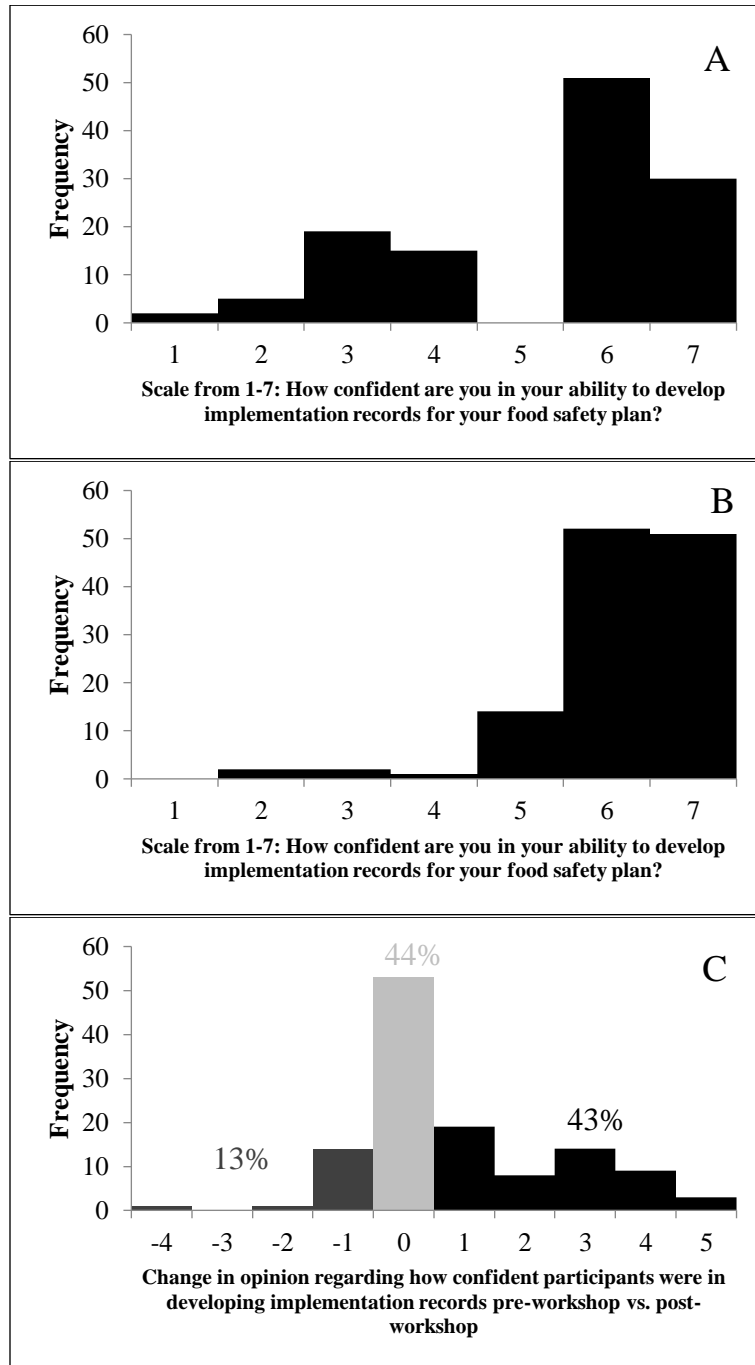 A
Frequency
60
50
40
30
20
10
0
1 2 3 4 5 6 7
Scale from 1-7: How confident are you in your ability to develop
implementation records for your food safety plan?
B
Frequency
60
50
40
30
20
10
0
1 2 3 4 5 6 7
Scale from 1-7: How confident are you in your ability to develop
implementation records for your food safety plan?
C
Frequency
60
50
40
30
20
10
0
44%
43%
13%
-4 -3 -2 -1 0 1 2 3 4 5
Change in opinion regarding how confident participants were in
developing implementation records pre-workshop vs. post-
workshop